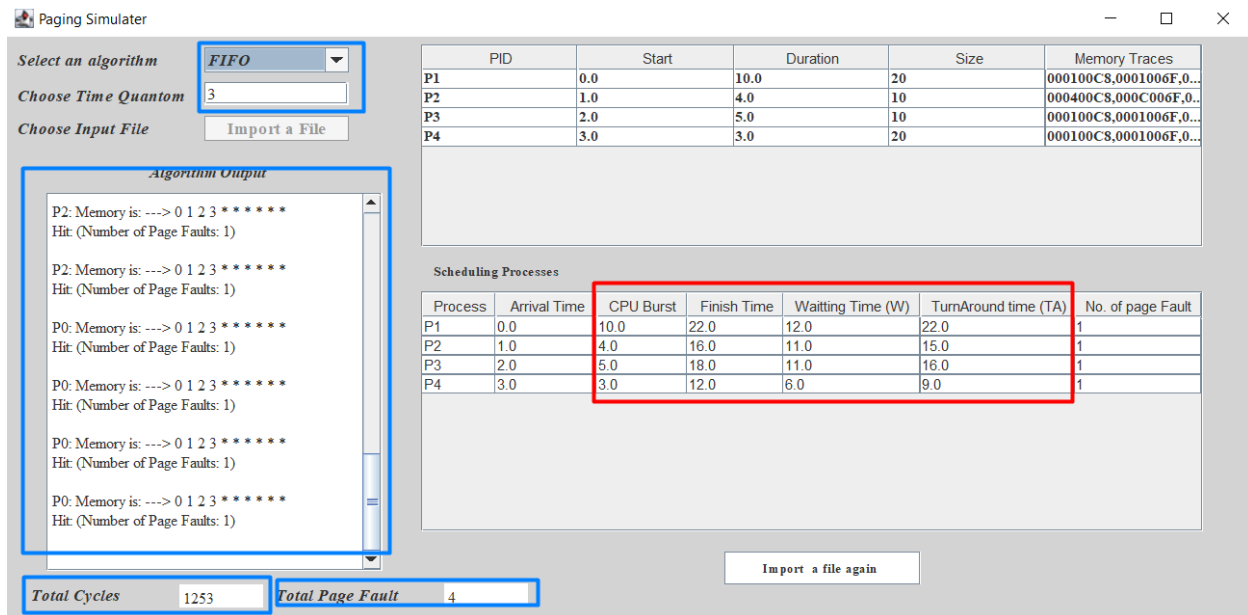 Paging Simulater
Select an algorithm FIFO
Choose Time Quantom 3
Choose Input File Import a File
Algorithm Output
P2: Memory is: ---> 0 1 2 3 * * * * * *
Hit: (Number of Page Faults: 1)
P2: Memory is: ---> 0 1 2 3 * * * * * *
Hit: (Number of Page Faults: 1)
P0: Memory is: ---> 0 1 2 3 * * * * * *
Hit: (Number of Page Faults: 1)
P0: Memory is: ---> 0 1 2 3 * * * * * *
Hit: (Number of Page Faults: 1)
P0: Memory is: ---> 0 1 2 3 * * * * * *
Hit: (Number of Page Faults: 1)
P0: Memory is: ---> 0 1 2 3 * * * * * *
Hit: (Number of Page Faults: 1)
Total Cycles 1253
Total Page Fault 4
PID Start Duration Size Memory Traces
P1 0.0 10.0 20 000100C8,0001006F,0...
P2 1.0 4.0 10 000400C8,000C006F,0...
P3 2.0 5.0 10 000100C8,0001006F,0...
P4 3.0 3.0 20 000100C8,0001006F,0...
Scheduling Processes
Process Arrival Time CPU Burst Finish Time Waitting Time (W) TurnAround time (TA) No. of page Fault
P1 0.0 10.0 22.0 12.0 22.0 1
P2 1.0 4.0 16.0 11.0 15.0 1
P3 2.0 5.0 18.0 11.0 16.0 1
P4 3.0 3.0 12.0 6.0 9.0 1
Import a file again